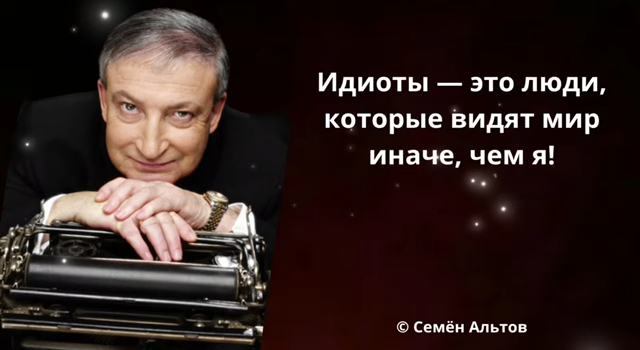 Идиоты — это люди,
которые видят мир
иначе, чем я!
© Семён Альтов